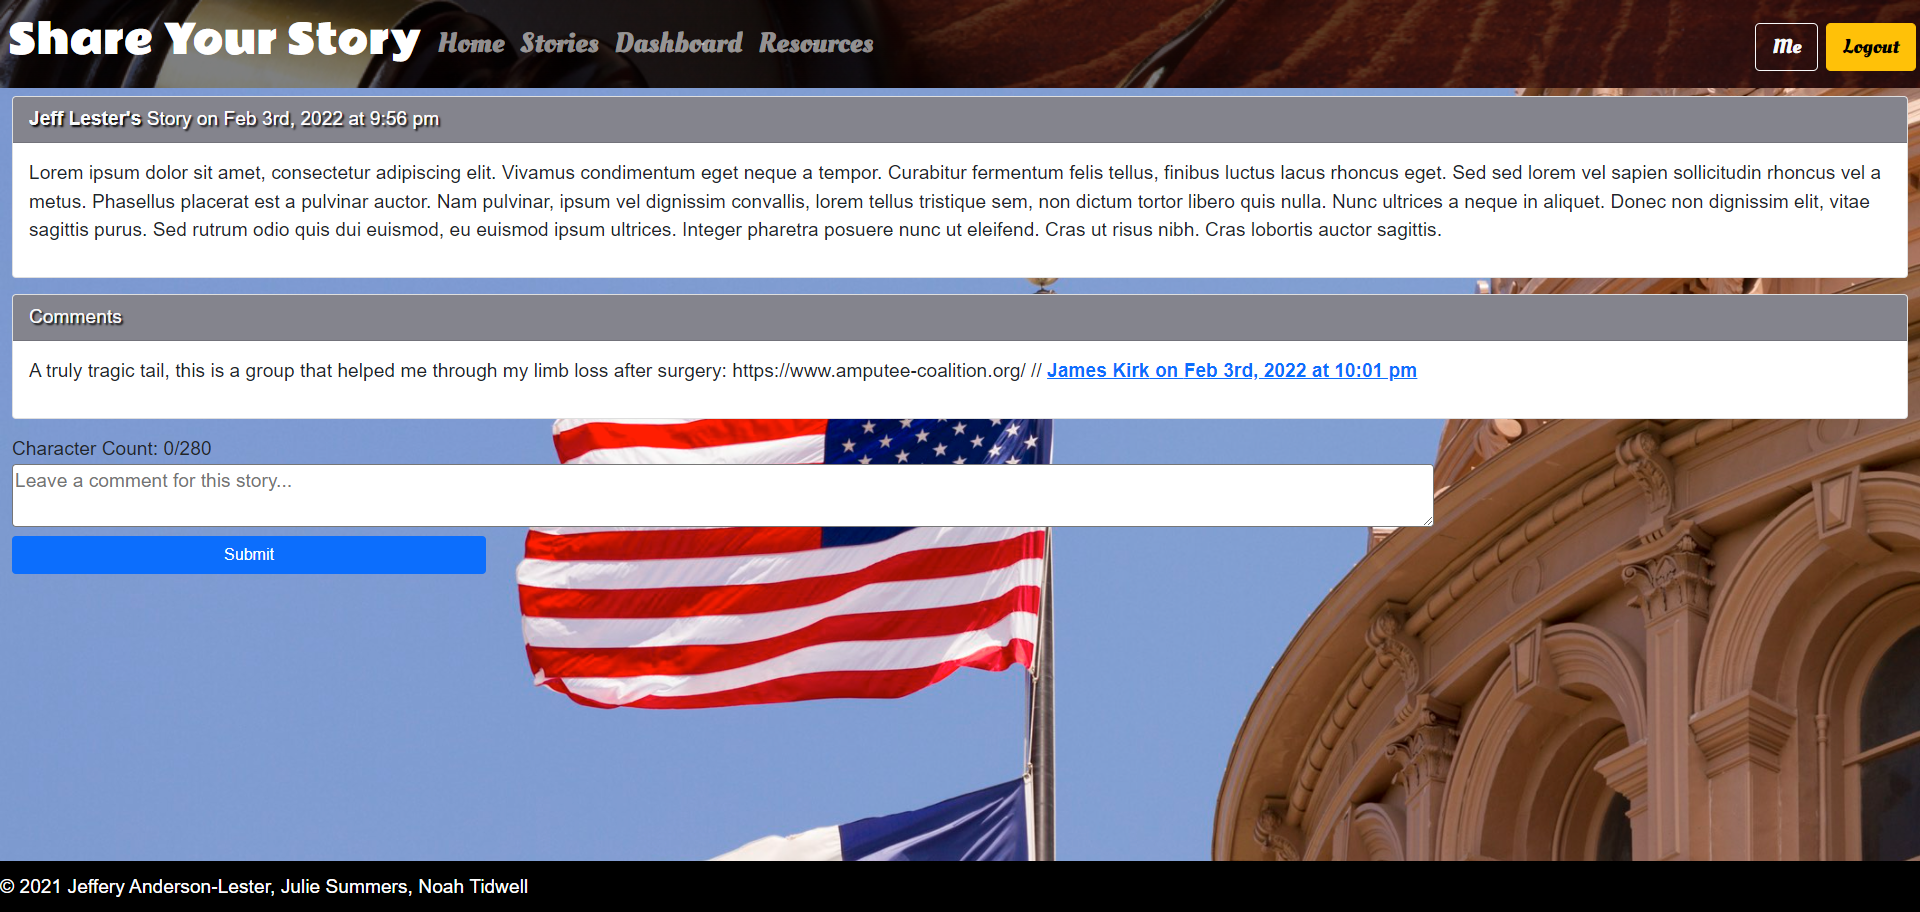 Share Your Story Home Stories Dashboard Resources Me Logout
Jeff Lester's Story on Feb 3rd, 2022 at 9:56 pm
Lorem ipsum dolor sit amet, consectetur adipiscing elit. Vivamus condimentum eget neque a tempor. Curabitur fermentum felis tellus, finibus luctus lacus rhoncus eget. Sed sed lorem vel sapien sollicitudin rhoncus vel a
metus. Phasellus placerat est a pulvinar auctor. Nam pulvinar, ipsum vel dignissim convallis, lorem tellus tristique sem, non dictum tortor libero quis nulla. Nunc ultrices a neque in aliquet. Donec non dignissim elit, vitae
sagittis purus. Sed rutrum odio quis dui euismod, eu euismod ipsum ultrices. Integer pharetra posuere nunc ut eleifend. Cras ut risus nibh. Cras lobortis auctor sagittis.
Comments
A truly tragic tail, this is a group that helped me through my limb loss after surgery: https://www.amputee-coalition.org/ // James Kirk on Feb 3rd, 2022 at 10:01 pm
Character Count: 0/280
Leave a comment for this story...
Submit
© 2021 Jeffery Anderson-Lester, Julie Summers, Noah Tidwell